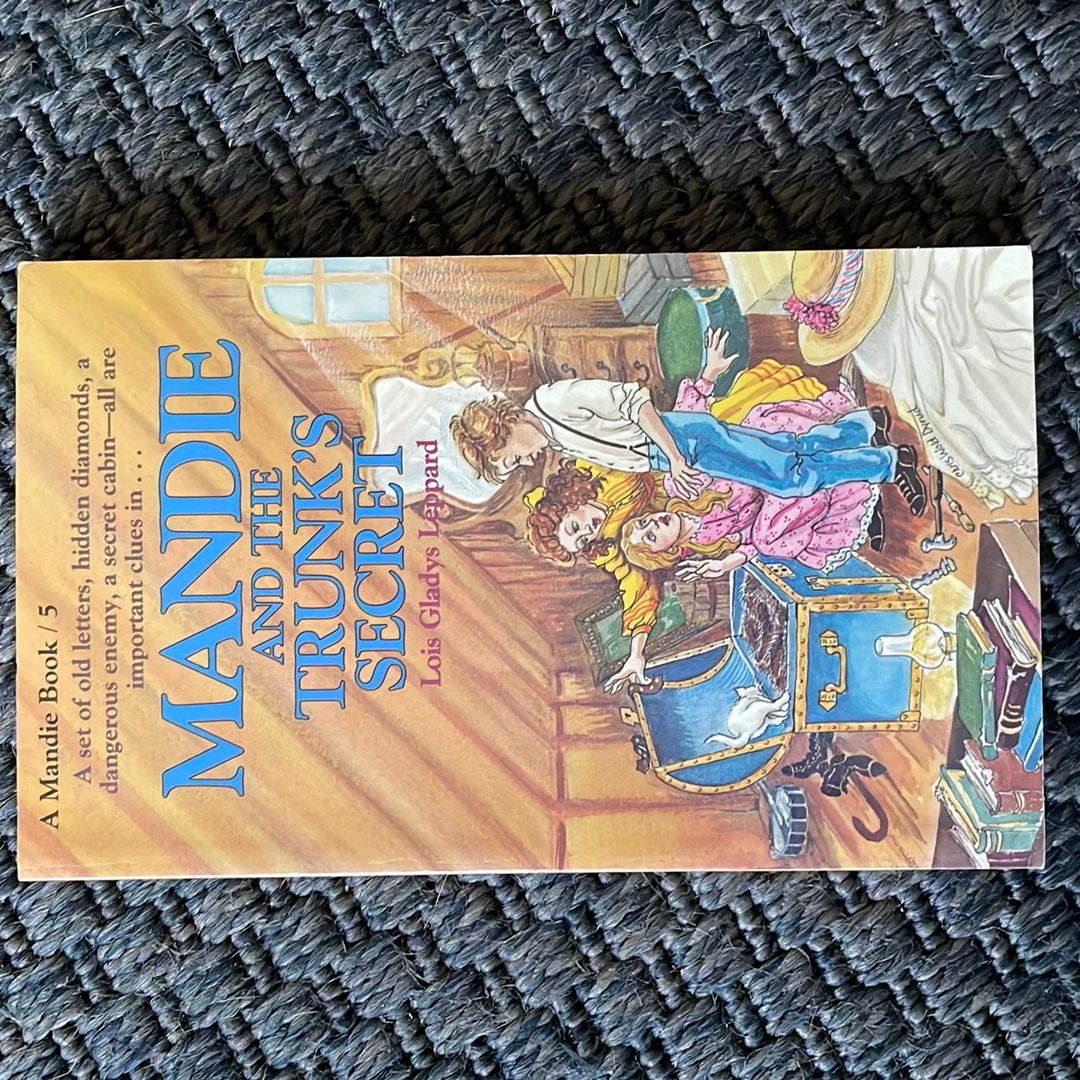 A Mandie Book / 5
A set of old letters, hidden diamonds, a
dangerous enemy, a secret cabin—all are
important clues in . . . .
MANDIE
AND THE
TRUNK'S
SECRET
Lois Gladys Leppard